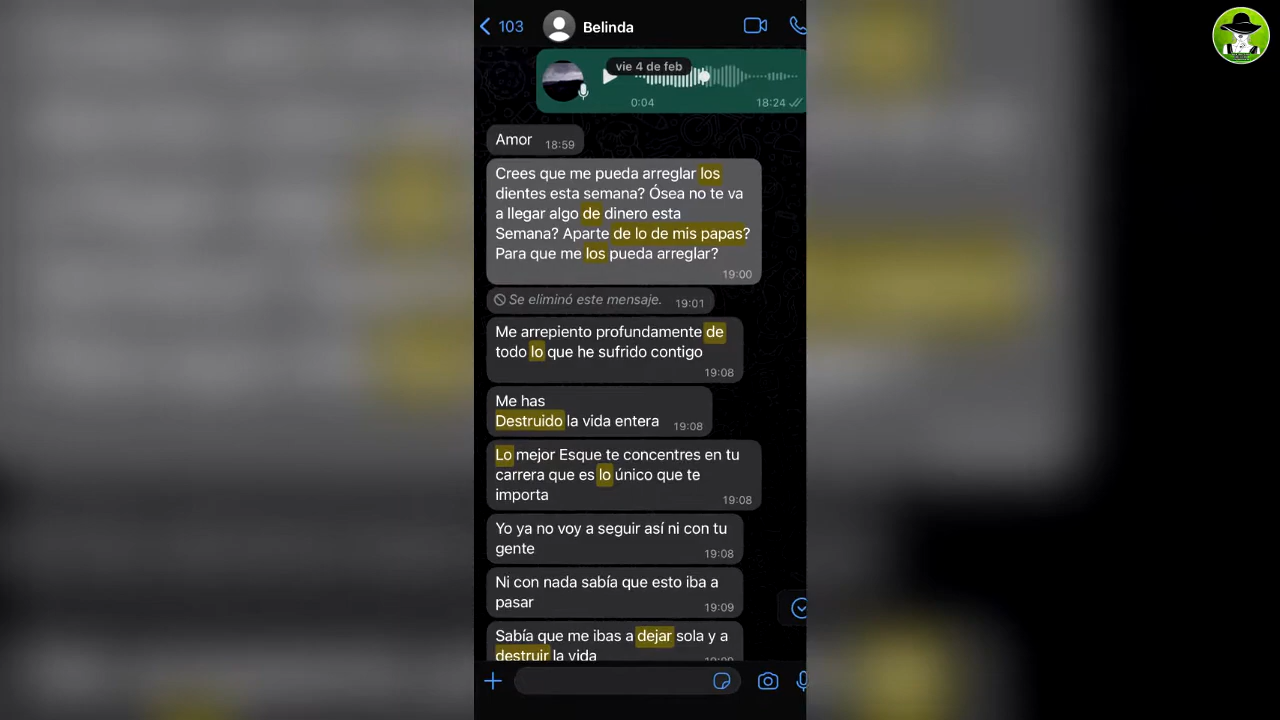 103
Belinda
vie 4 de feb
0:04
18:24
Amor
18:59
Crees que me pueda arreglar los
dientes esta semana? Ósea no te va
a llegar algo de dinero esta
Semana? Aparte de lo de mis papas?
Para que me los pueda arreglar?
19:00
Se eliminó este mensaje.
19:01
Me arrepiento profundamente de
todo lo que he sufrido contigo
19:08
Me has
Destruido la vida entera
19:08
Lo mejor Esque te concentres en tu
carrera que es lo único que te
importa
19:08
Yo ya no voy a seguir así ni con tu
gente
19:08
Ni con nada sabía que esto iba a
pasar
19:09
Sabía que me ibas a dejar sola y a
destruir la vida